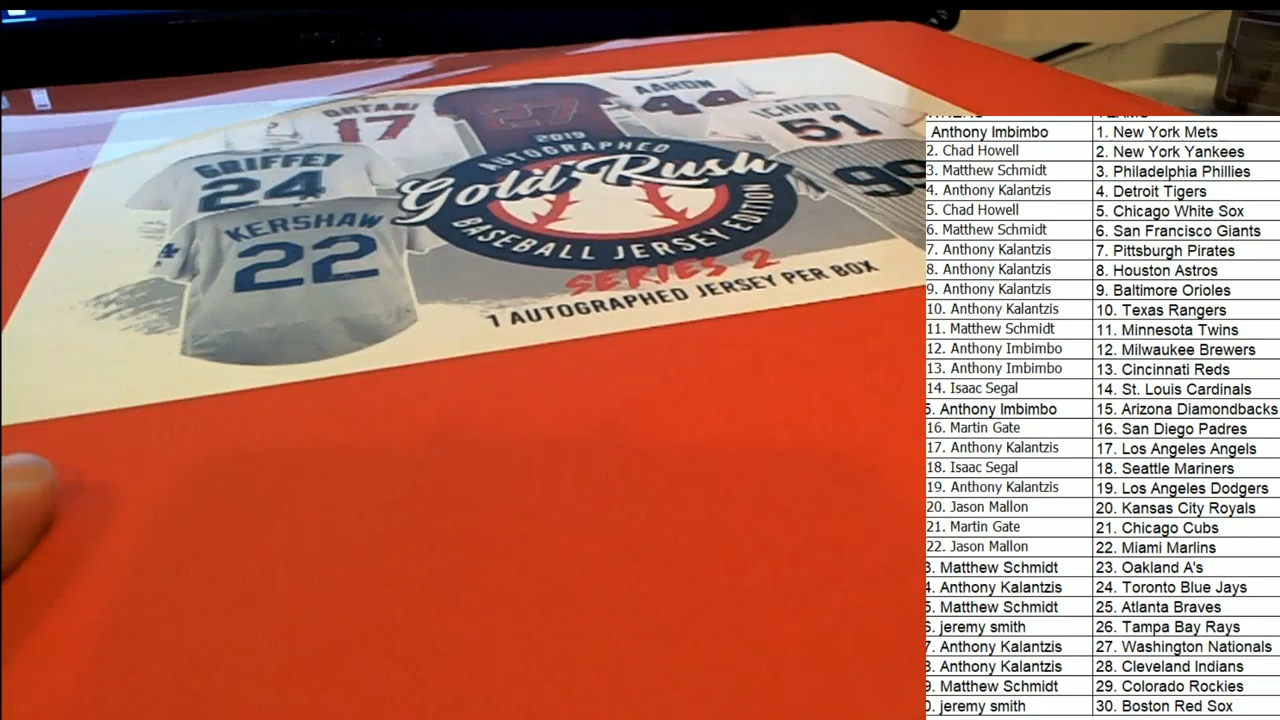 OHTANI
17
27
AARON
44
ICHIRO
51
99
GRIFFEY
24
KERSHAW
22
2019
AUTOGRAPHED
Gold Rush
BASEBALL JERSEY EDITION
SERIES 2
1 AUTOGRAPHED JERSEY PER BOX
Anthony Imbimbo 1. New York Mets
2. Chad Howell 2. New York Yankees
3. Matthew Schmidt 3. Philadelphia Phillies
4. Anthony Kalantzis 4. Detroit Tigers
5. Chad Howell 5. Chicago White Sox
6. Matthew Schmidt 6. San Francisco Giants
7. Anthony Kalantzis 7. Pittsburgh Pirates
8. Anthony Kalantzis 8. Houston Astros
9. Anthony Kalantzis 9. Baltimore Orioles
10. Anthony Kalantzis 10. Texas Rangers
11. Matthew Schmidt 11. Minnesota Twins
12. Anthony Imbimbo 12. Milwaukee Brewers
13. Anthony Imbimbo 13. Cincinnati Reds
14. Isaac Segal 14. St. Louis Cardinals
5. Anthony Imbimbo 15. Arizona Diamondbacks
16. Martin Gate 16. San Diego Padres
17. Anthony Kalantzis 17. Los Angeles Angels
18. Isaac Segal 18. Seattle Mariners
19. Anthony Kalantzis 19. Los Angeles Dodgers
20. Jason Mallon 20. Kansas City Royals
21. Martin Gate 21. Chicago Cubs
22. Jason Mallon 22. Miami Marlins
3. Matthew Schmidt 23. Oakland A's
4. Anthony Kalantzis 24. Toronto Blue Jays
5. Matthew Schmidt 25. Atlanta Braves
6. jeremy smith 26. Tampa Bay Rays
7. Anthony Kalantzis 27. Washington Nationals
8. Anthony Kalantzis 28. Cleveland Indians
9. Matthew Schmidt 29. Colorado Rockies
0. jeremy smith 30. Boston Red Sox